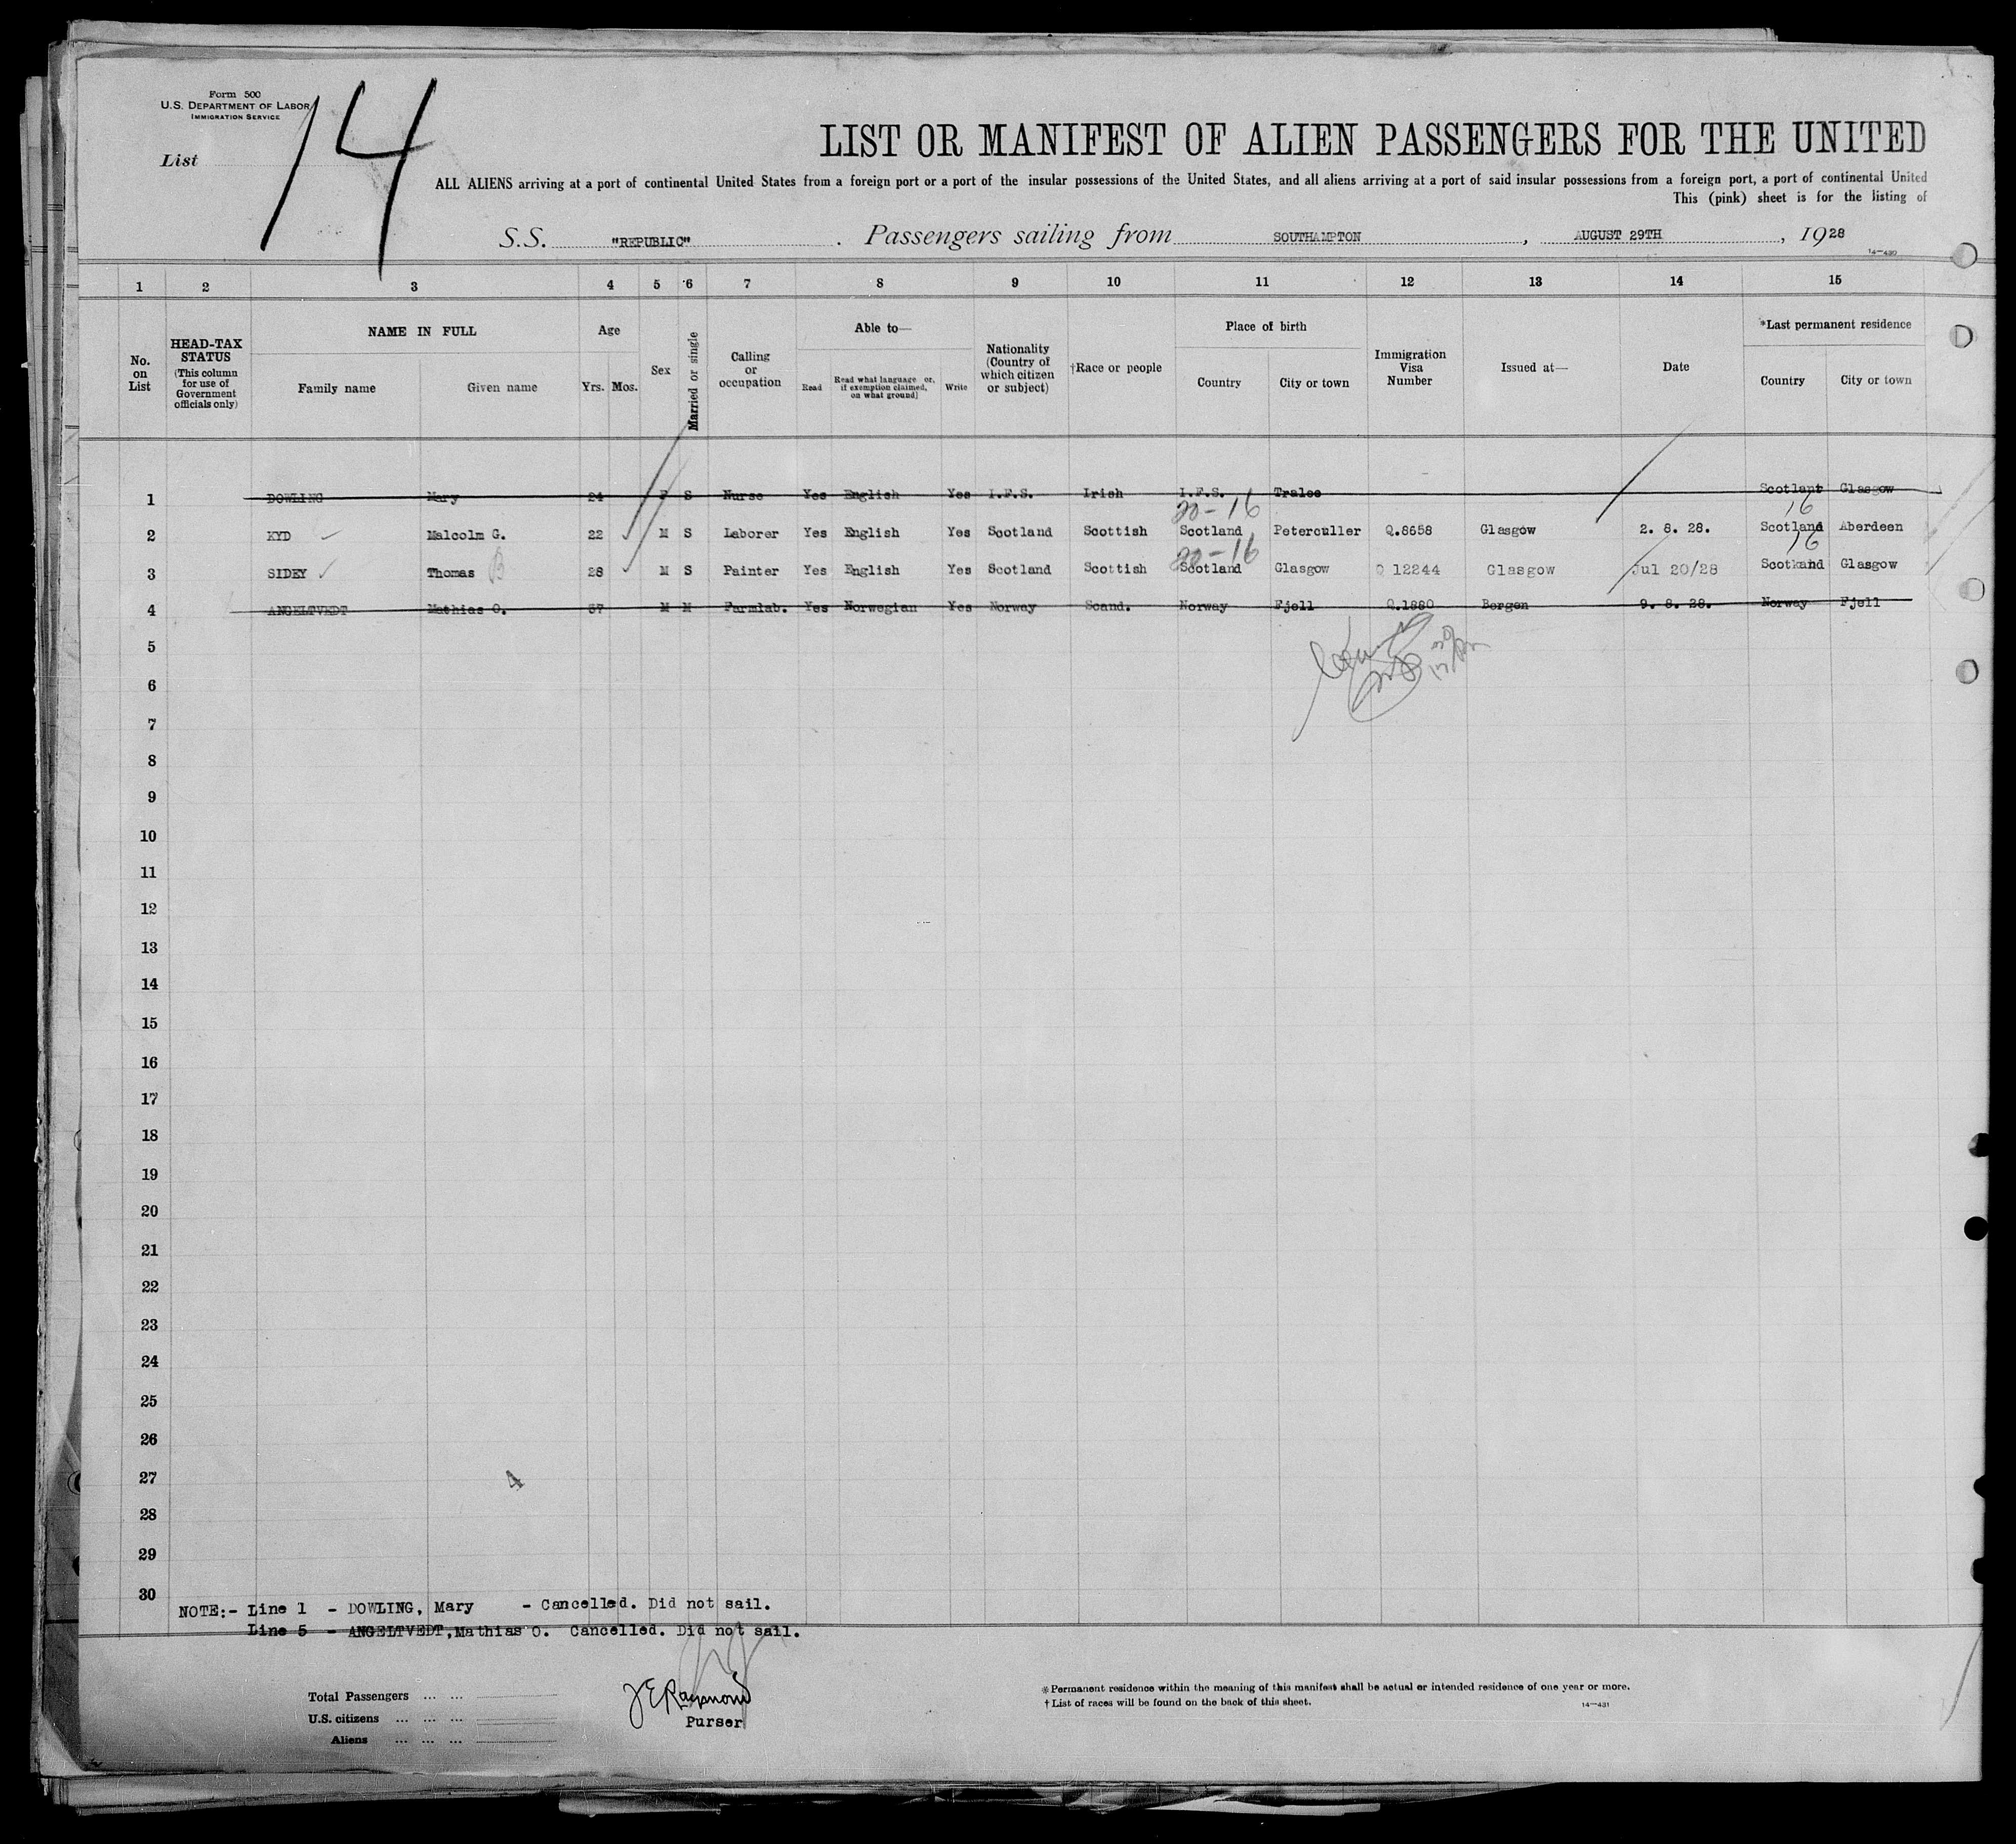 Form 500
U.S. DEPARTMENT OF LABOR
IMMIGRATION SERVICE
List 14
LIST OR MANIFEST OF ALIEN PASSENGERS FOR THE UNITED
ALL ALIENS arriving at a port of continental United States from a foreign port or a port of the insular possessions of the United States, and all aliens arriving at a port of said insular possessions from a foreign port, a port of continental United
This (pink) sheet is for the listing of
S.S. "REPUBLIC" . Passengers sailing from SOUTHAMPTON , AUGUST 29TH , 1928
14—430
1 2 3 4 5 6 7 8 9 10 11 12 13 14 15
No. on List
HEAD-TAX STATUS
(This column for use of Government officials only)
NAME IN FULL
Family name Given name
Age
Yrs. Mos.
Sex
Married or single
Calling or occupation
Able to—
Read
Read what language or, if exemption claimed, on what ground]
Write
Nationality (Country of which citizen or subject)
†Race or people
Place of birth
Country City or town
Immigration Visa Number
Issued at—
Date
*Last permanent residence
Country City or town
1 DOWLING Mary 24 F S Nurse Yes English Yes I.F.S. Irish I.F.S. Tralee Scotland Glasgow
20-16 16
2 KYD Malcolm G. 22 M S Laborer Yes English Yes Scotland Scottish Scotland Peterculler Q.8658 Glasgow 2. 8. 28. Scotland Aberdeen
20-16 16
3 SIDEY Thomas B 28 M S Painter Yes English Yes Scotland Scottish Scotland Glasgow Q 12244 Glasgow Jul 20/28 Scotland Glasgow
4 ANGELTVEDT Mathias O. 37 M M Farmlab. Yes Norwegian Yes Norway Scand. Norway Fjell Q.1880 Bergen 9. 8. 28. Norway Fjell
5
6
7
8
9
10
11
12
13
14
15
16
17
18
19
20
21
22
23
24
25
26
27
4
28
29
30
NOTE:- Line 1 - DOWLING, Mary - Cancelled. Did not sail.
Line 5 - ANGELTVEDT, Mathias O. Cancelled. Did not sail.
J E Raymond
Purser
Total Passengers ... ...
U.S. citizens ... ... ...
Aliens ... ... ...
*Permanent residence within the meaning of this manifest shall be actual or intended residence of one year or more.
†List of races will be found on the back of this sheet.
14—431